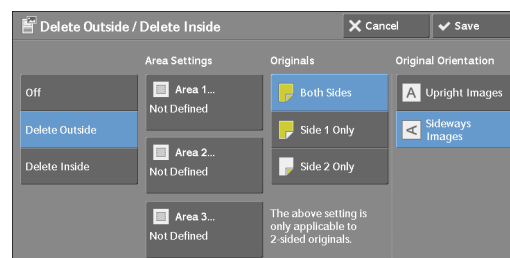 Delete Outside / Delete Inside
Cancel
Save
Area Settings
Originals
Original Orientation
Off
Delete Outside
Delete Inside
Area 1...
Not Defined
Area 2...
Not Defined
Area 3...
Not Defined
Both Sides
Side 1 Only
Side 2 Only
The above setting is
only applicable to
2-sided originals.
A Upright Images
A Sideways
Images